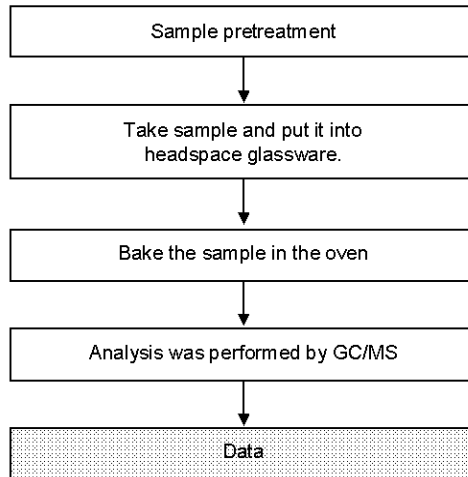 Sample pretreatment
Take sample and put it into
headspace glassware.
Bake the sample in the oven
Analysis was performed by GC/MS
Data